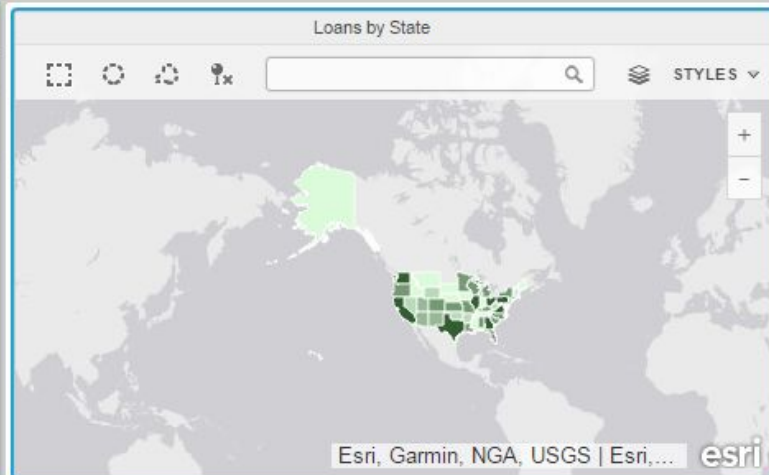 Loans by State
STYLES
+
−
Esri, Garmin, NGA, USGS | Esri,...
esri